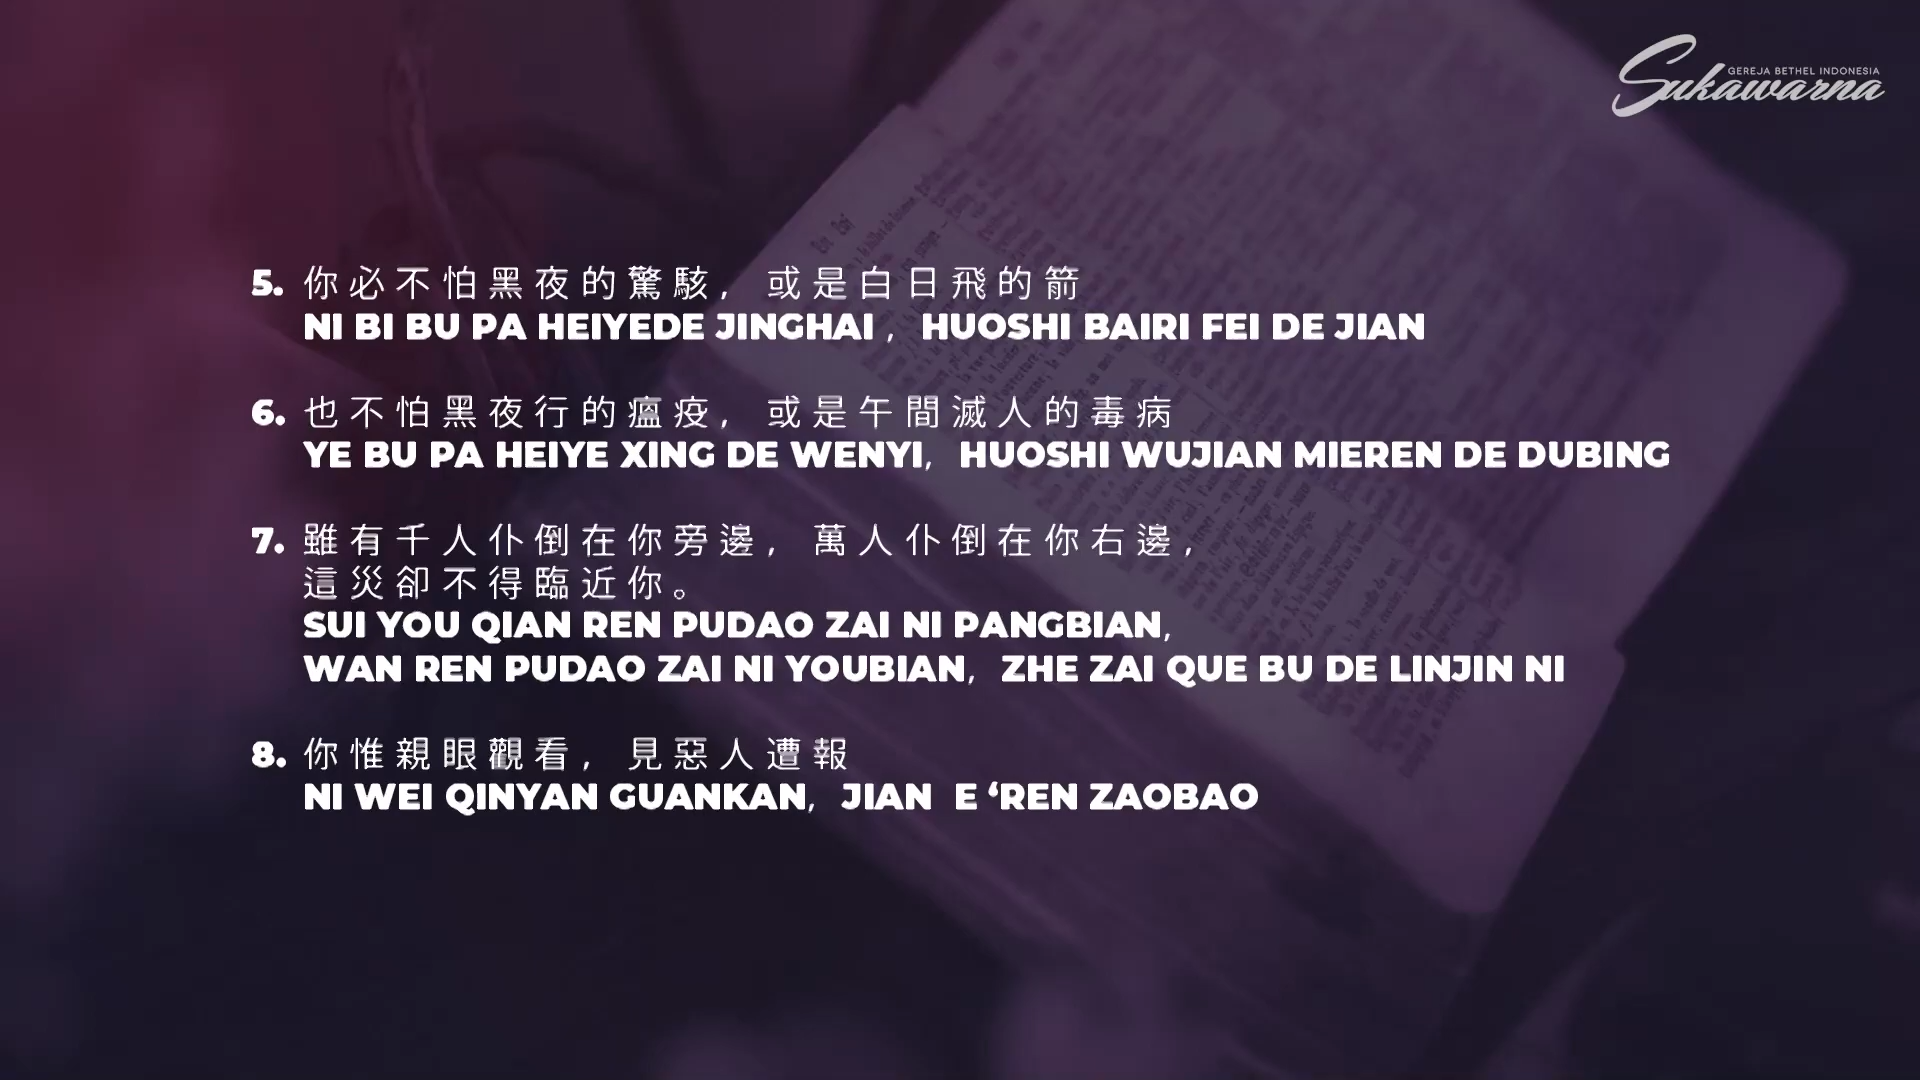 GEREJA BETHEL INDONESIA
Sukawarna
5. 你必不怕黑夜的驚駭, 或是白日飛的箭
NI BI BU PA HEIYEDE JINGHAI , HUOSHI BAIRI FEI DE JIAN
6. 也不怕黑夜行的瘟疫, 或是午間滅人的毒病
YE BU PA HEIYE XING DE WENYI, HUOSHI WUJIAN MIEREN DE DUBING
7. 雖有千人仆倒在你旁邊, 萬人仆倒在你右邊,
這災卻不得臨近你。
SUI YOU QIAN REN PUDAO ZAI NI PANGBIAN,
WAN REN PUDAO ZAI NI YOUBIAN, ZHE ZAI QUE BU DE LINJIN NI
8. 你惟親眼觀看, 見惡人遭報
NI WEI QINYAN GUANKAN, JIAN E ‘REN ZAOBAO